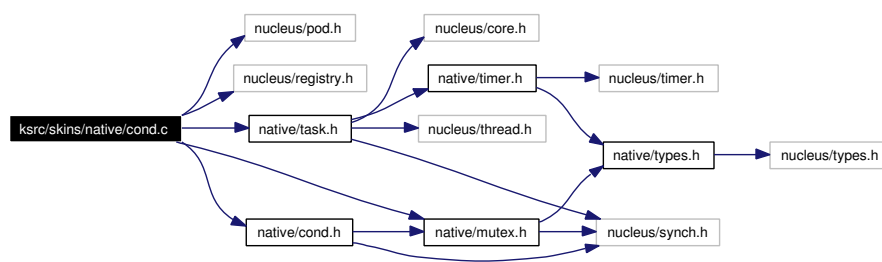 nucleus/pod.h
nucleus/core.h
nucleus/registry.h
native/timer.h
nucleus/timer.h
ksrc/skins/native/cond.c
native/task.h
nucleus/thread.h
native/types.h
nucleus/types.h
native/cond.h
native/mutex.h
nucleus/synch.h